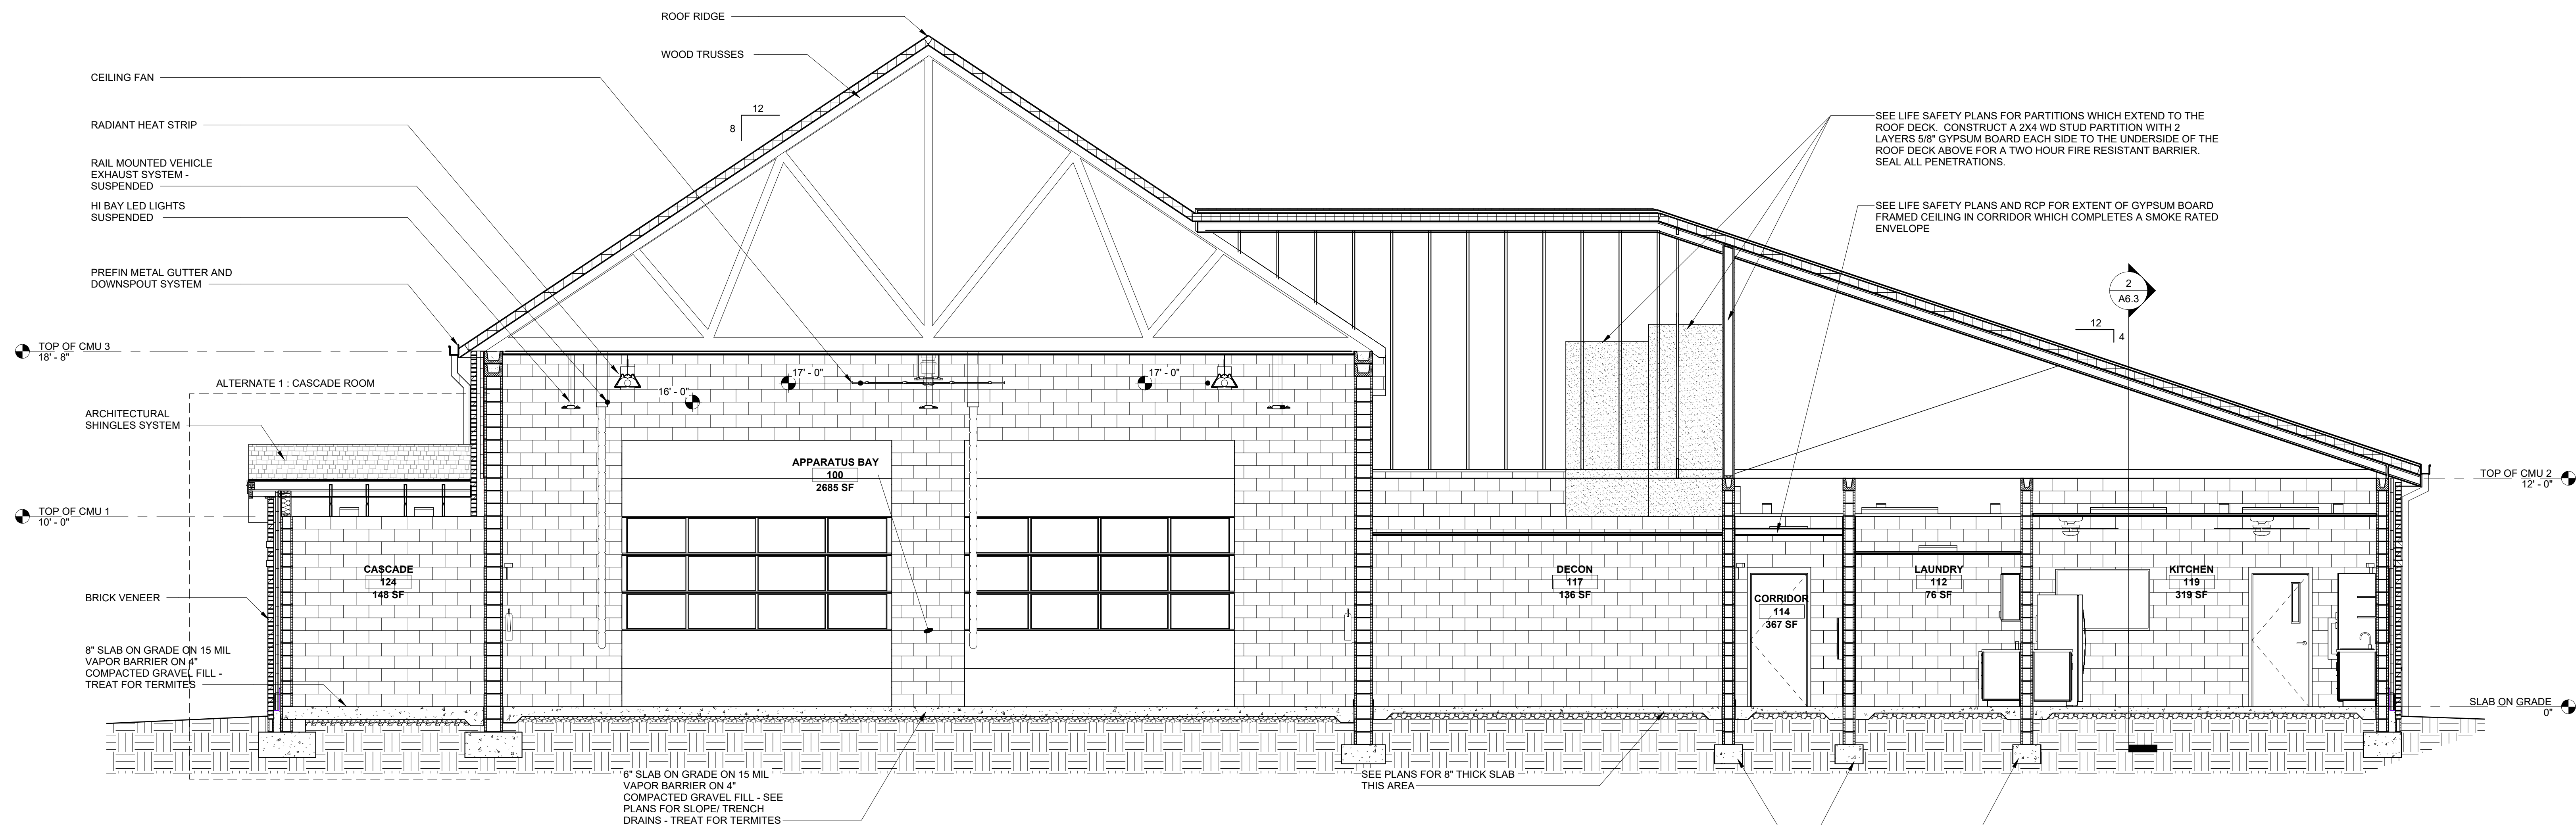 ROOF RIDGE
WOOD TRUSSES
CEILING FAN
RADIANT HEAT STRIP
RAIL MOUNTED VEHICLE
EXHAUST SYSTEM -
SUSPENDED
HI BAY LED LIGHTS
SUSPENDED
PREFIN METAL GUTTER AND
DOWNSPOUT SYSTEM
TOP OF CMU 3
18' - 8"
ALTERNATE 1 : CASCADE ROOM
ARCHITECTURAL
SHINGLES SYSTEM
TOP OF CMU 1
10' - 0"
BRICK VENEER
8" SLAB ON GRADE ON 15 MIL
VAPOR BARRIER ON 4"
COMPACTED GRAVEL FILL -
TREAT FOR TERMITES
12
8
17' - 0"
17' - 0"
16' - 0"
APPARATUS BAY
100
2685 SF
CASCADE
124
148 SF
6" SLAB ON GRADE ON 15 MIL
VAPOR BARRIER ON 4"
COMPACTED GRAVEL FILL - SEE
PLANS FOR SLOPE/ TRENCH
DRAINS - TREAT FOR TERMITES
SEE PLANS FOR 8" THICK SLAB
THIS AREA
DECON
117
136 SF
CORRIDOR
114
367 SF
LAUNDRY
112
76 SF
KITCHEN
119
319 SF
SEE LIFE SAFETY PLANS FOR PARTITIONS WHICH EXTEND TO THE
ROOF DECK. CONSTRUCT A 2X4 WD STUD PARTITION WITH 2
LAYERS 5/8" GYPSUM BOARD EACH SIDE TO THE UNDERSIDE OF THE
ROOF DECK ABOVE FOR A TWO HOUR FIRE RESISTANT BARRIER.
SEAL ALL PENETRATIONS.
SEE LIFE SAFETY PLANS AND RCP FOR EXTENT OF GYPSUM BOARD
FRAMED CEILING IN CORRIDOR WHICH COMPLETES A SMOKE RATED
ENVELOPE
2
A6.3
12
4
TOP OF CMU 2
12' - 0"
SLAB ON GRADE
0"